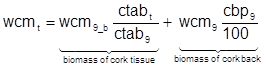 wcm_t = wcm_9_b ctab_t / ctab_9 + wcm_9 cbp_9 / 100
biomass of cork tissue biomass of cork back